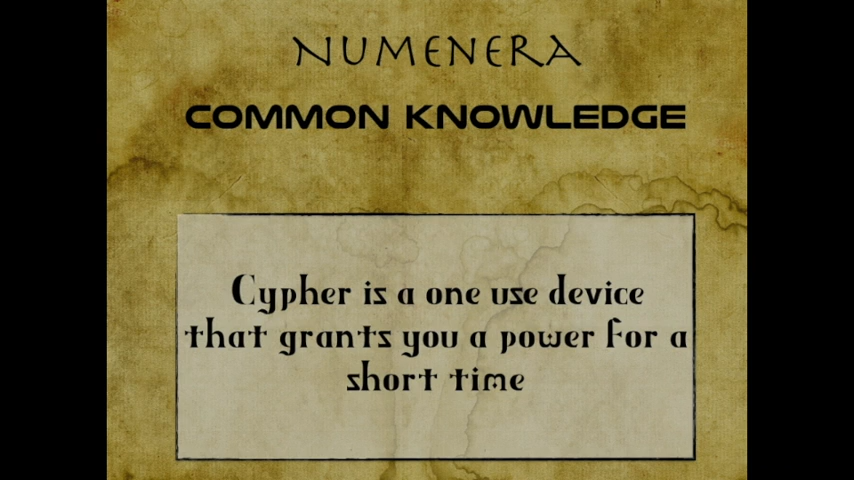 NUMENERA
COMMON KNOWLEDGE
Cypher is a one use device
that grants you a power for a
short time